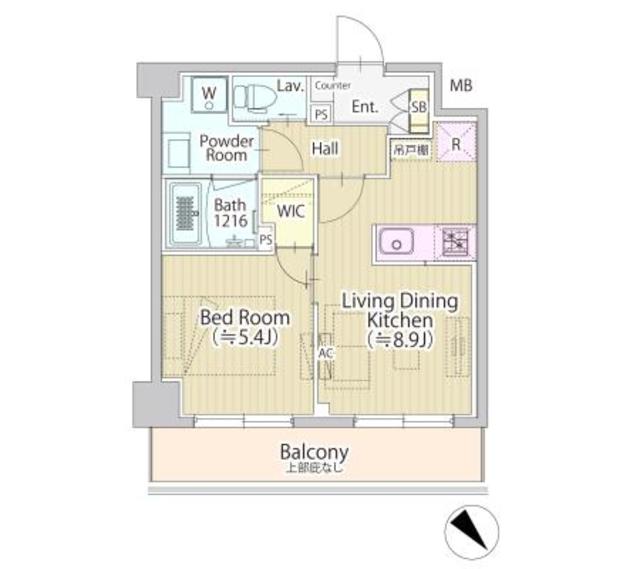 MB
W
Lav.
Counter
PS
Ent.
SB
Powder
Room
Hall
吊戸棚
R
Bath
1216
WIC
PS
Bed Room
(≒5.4J)
Living Dining
Kitchen
(≒8.9J)
AC
Balcony
上部庇なし